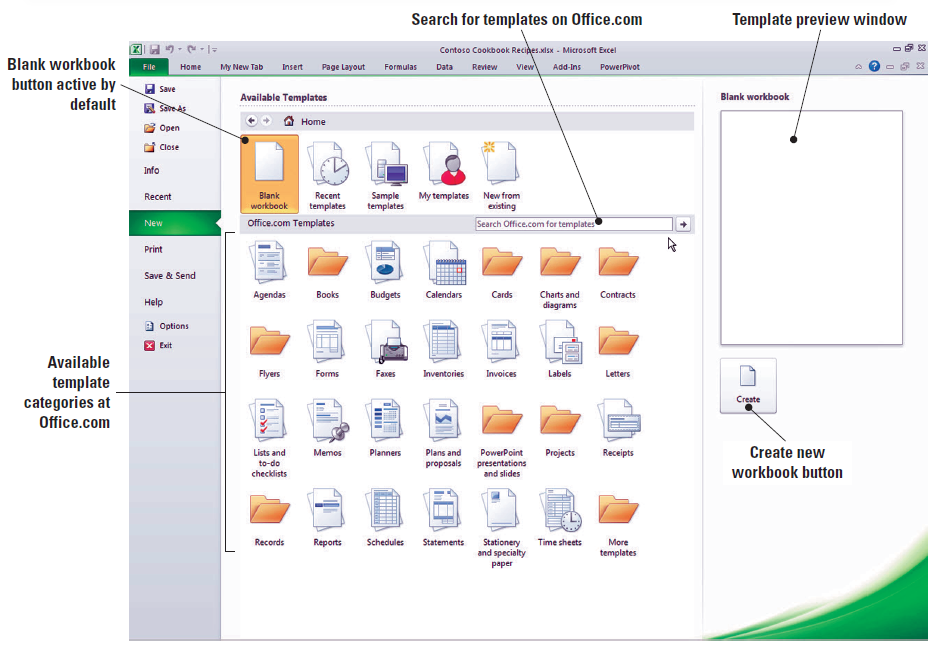 Search for templates on Office.com
Template preview window
Contoso Cookbook Recipes.xlsx - Microsoft Excel
File Home My New Tab Insert Page Layout Formulas Data Review View Add-Ins PowerPivot
Blank workbook
button active by
default
Save
Save As
Open
Close
Info
Recent
New
Print
Save & Send
Help
Options
Exit
Available Templates
Home
Blank
workbook
Recent
templates
Sample
templates
My templates
New from
existing
Office.com Templates
Search Office.com for templates
Agendas
Books
Budgets
Calendars
Cards
Charts and
diagrams
Contracts
Flyers
Forms
Faxes
Inventories
Invoices
Labels
Letters
Lists and
to-do
checklists
Memos
Planners
Plans and
proposals
PowerPoint
presentations
and slides
Projects
Receipts
Records
Reports
Schedules
Statements
Stationery
and specialty
paper
Time sheets
More
templates
Available
template
categories at
Office.com
Blank workbook
Create
Create new
workbook button